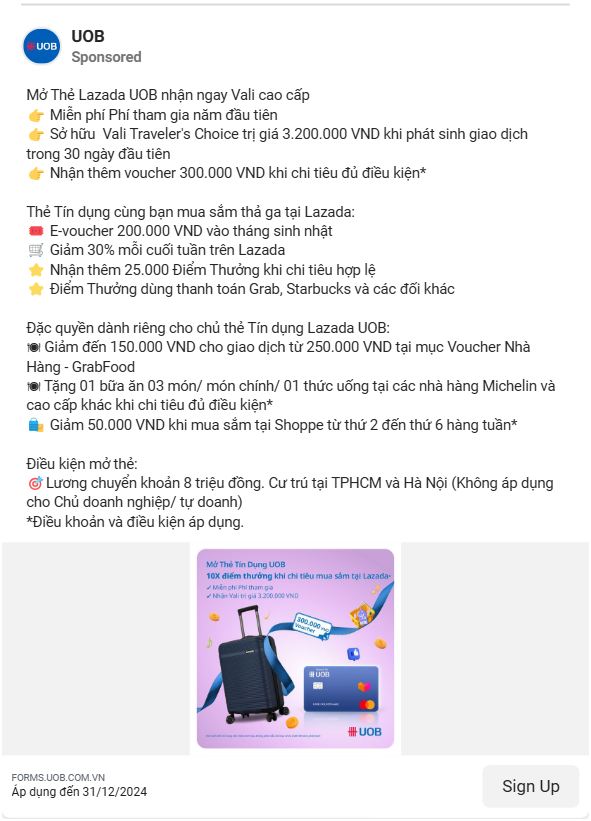 UOB
UOB
Sponsored
Mở Thẻ Lazada UOB nhận ngay Vali cao cấp
👉 Miễn phí Phí tham gia năm đầu tiên
👉 Sở hữu Vali Traveler's Choice trị giá 3.200.000 VND khi phát sinh giao dịch
trong 30 ngày đầu tiên
👉 Nhận thêm voucher 300.000 VND khi chi tiêu đủ điều kiện*
Thẻ Tín dụng cùng bạn mua sắm thả ga tại Lazada:
🎟️ E-voucher 200.000 VND vào tháng sinh nhật
🛒 Giảm 30% mỗi cuối tuần trên Lazada
⭐ Nhận thêm 25.000 Điểm Thưởng khi chi tiêu hợp lệ
⭐ Điểm Thưởng dùng thanh toán Grab, Starbucks và các đối khác
Đặc quyền dành riêng cho chủ thẻ Tín dụng Lazada UOB:
🍽 Giảm đến 150.000 VND cho giao dịch từ 250.000 VND tại mục Voucher Nhà
Hàng - GrabFood
🍽 Tặng 01 bữa ăn 03 món/ món chính/ 01 thức uống tại các nhà hàng Michelin và
cao cấp khác khi chi tiêu đủ điều kiện*
🛍️ Giảm 50.000 VND khi mua sắm tại Shoppe từ thứ 2 đến thứ 6 hàng tuần*
Điều kiện mở thẻ:
🎯 Lương chuyển khoản 8 triệu đồng. Cư trú tại TPHCM và Hà Nội (Không áp dụng
cho Chủ doanh nghiệp/ tự doanh)
*Điều khoản và điều kiện áp dụng.
Mở Thẻ Tín Dụng UOB
10X điểm thưởng khi chi tiêu mua sắm tại Lazada*
✓ Miễn phí Phí tham gia
✓ Nhận Vali trị giá 3.200.000 VND
300.000 VND
Voucher
UOB
UOB
FORMS.UOB.COM.VN
Áp dụng đến 31/12/2024
Sign Up